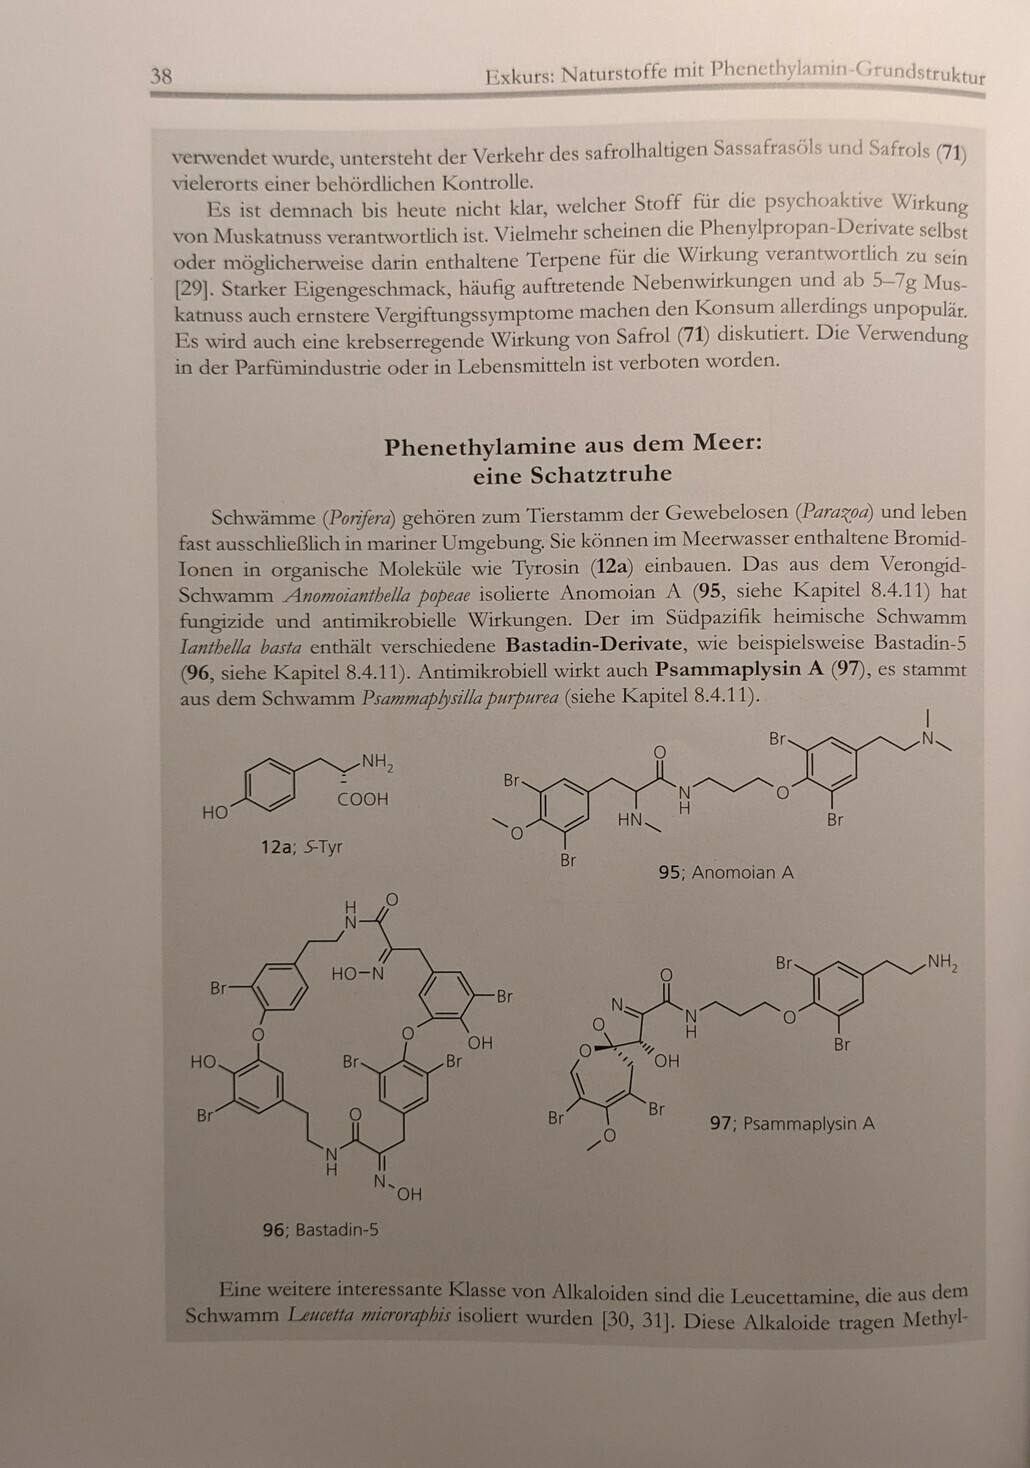 38
Exkurs: Naturstoffe mit Phenethylamin-Grundstruktur
verwendet wurde, untersteht der Verkehr des safrolhaltigen Sassafrasöls und Safrols (71)
vielerorts einer behördlichen Kontrolle.
Es ist demnach bis heute nicht klar, welcher Stoff für die psychoaktive Wirkung
von Muskatnuss verantwortlich ist. Vielmehr scheinen die Phenylpropan-Derivate selbst
oder möglicherweise darin enthaltene Terpene für die Wirkung verantwortlich zu sein
[29]. Starker Eigengeschmack, häufig auftretende Nebenwirkungen und ab 5–7g Mus-
katnuss auch ernstere Vergiftungssymptome machen den Konsum allerdings unpopulär.
Es wird auch eine krebserregende Wirkung von Safrol (71) diskutiert. Die Verwendung
in der Parfümindustrie oder in Lebensmitteln ist verboten worden.
Phenethylamine aus dem Meer:
eine Schatztruhe
Schwämme (Porifera) gehören zum Tierstamm der Gewebelosen (Parazoa) und leben
fast ausschließlich in mariner Umgebung. Sie können im Meerwasser enthaltene Bromid-
Ionen in organische Moleküle wie Tyrosin (12a) einbauen. Das aus dem Verongid-
Schwamm Anomoianthella popeae isolierte Anomoian A (95, siehe Kapitel 8.4.11) hat
fungizide und antimikrobielle Wirkungen. Der im Südpazifik heimische Schwamm
Ianthella basta enthält verschiedene Bastadin-Derivate, wie beispielsweise Bastadin-5
(96, siehe Kapitel 8.4.11). Antimikrobiell wirkt auch Psammaplysin A (97), es stammt
aus dem Schwamm Psammaplysilla purpurea (siehe Kapitel 8.4.11).
NH2
COOH
HO
12a; S-Tyr
Br
O
Br
HN
O
N
H
O
Br
Br
N
95; Anomoian A
H
N
O
HO–N
Br
Br
OH
O
O
HO
Br
Br
Br
O
N
H
N
OH
96; Bastadin-5
Br
NH2
O
N
N
H
O
Br
O
O
OH
Br
Br
O
97; Psammaplysin A
Eine weitere interessante Klasse von Alkaloiden sind die Leucettamine, die aus dem
Schwamm Leucetta microraphis isoliert wurden [30, 31]. Diese Alkaloide tragen Methyl-